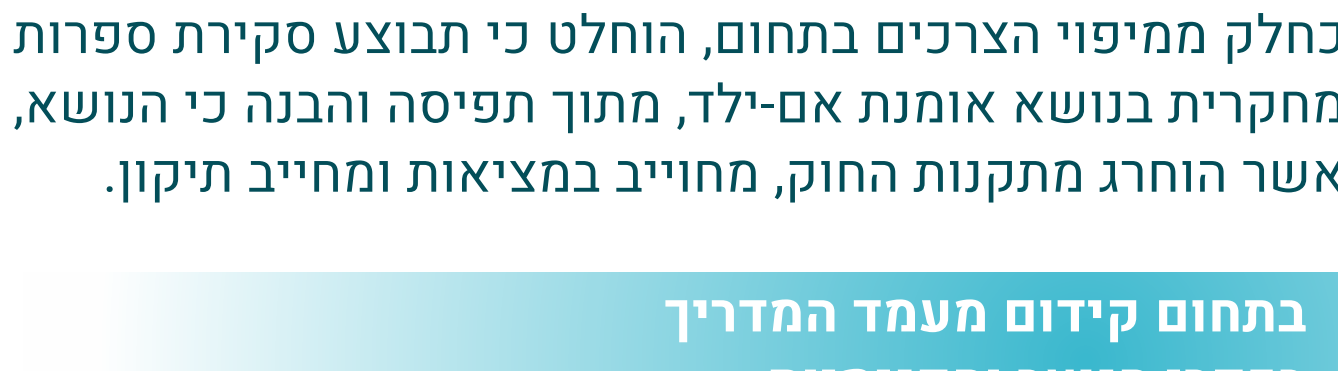 כחלק ממיפוי הצרכים בתחום, הוחלט כי תבוצע סקירת ספרות
מחקרית בנושא אומנת אם-ילד, מתוך תפיסה והבנה כי הנושא,
אשר הוחרג מתקנות החוק, מחוייב במציאות ומחייב תיקון.
בתחום קידום מעמד המדריך